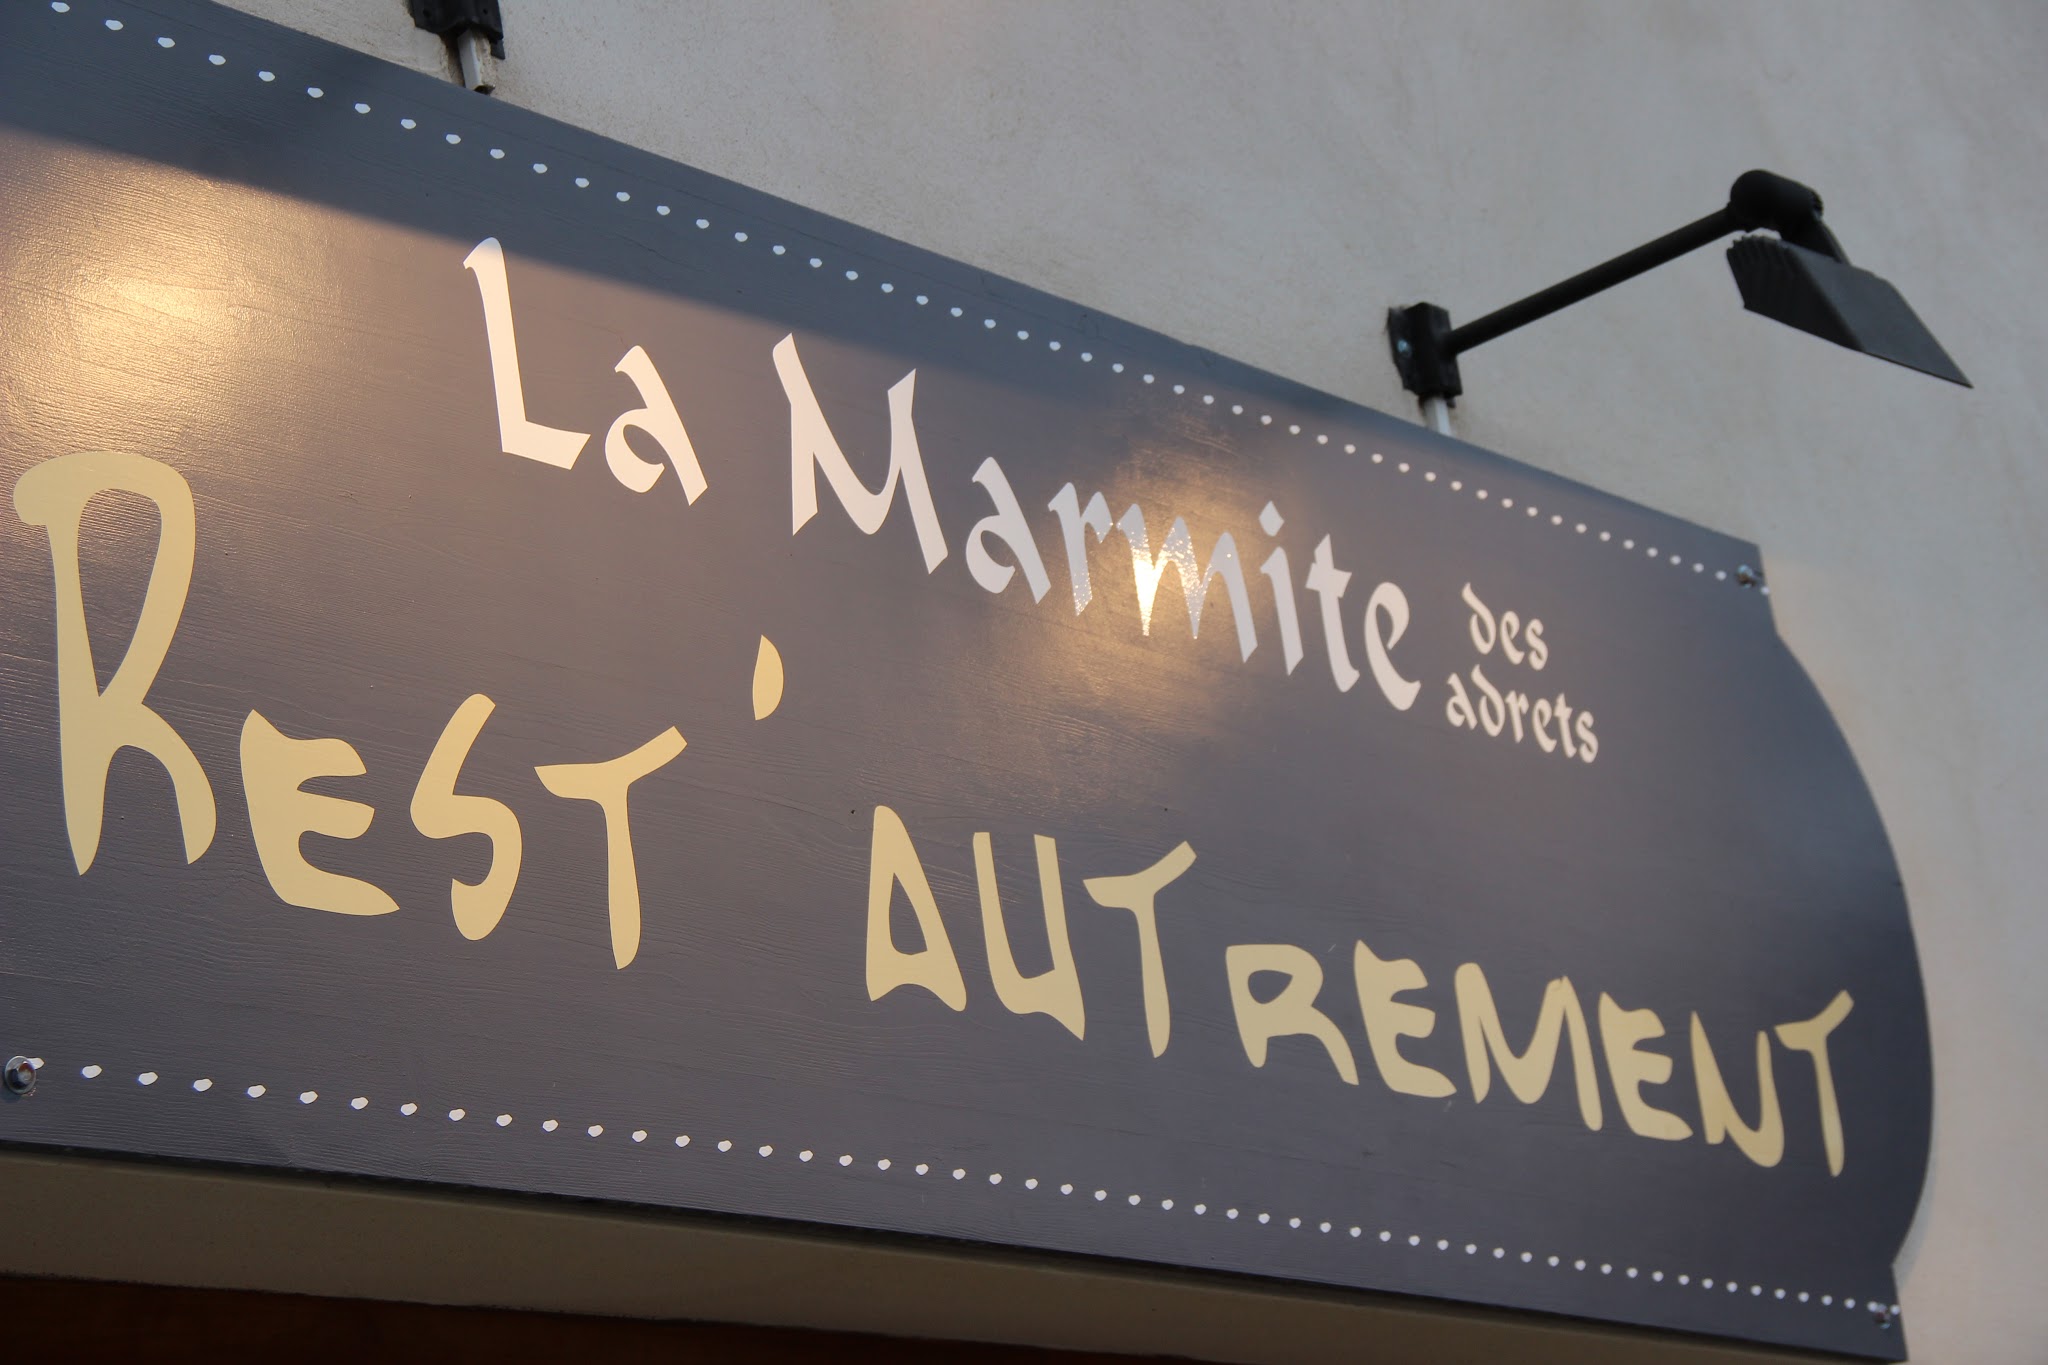 La Marmite des
adrets
Rest' autrement